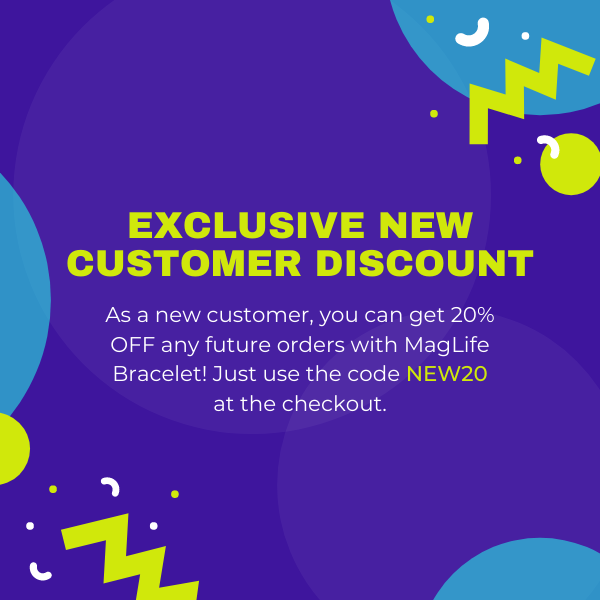 EXCLUSIVE NEW
CUSTOMER DISCOUNT
As a new customer, you can get 20%
OFF any future orders with MagLife
Bracelet! Just use the code NEW20
at the checkout.